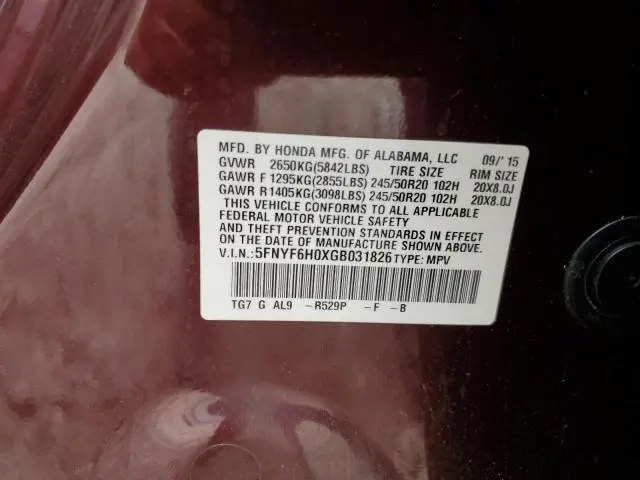 MFD. BY HONDA MFG. OF ALABAMA, LLC 09/'15
GVWR 2650KG(5842LBS) TIRE SIZE RIM SIZE
GAWR F 1295KG(2855LBS) 245/50R20 102H 20X8.0J
GAWR R1405KG(3098LBS) 245/50R20 102H 20X8.0J
THIS VEHICLE CONFORMS TO ALL APPLICABLE
FEDERAL MOTOR VEHICLE SAFETY
AND THEFT PREVENTION STANDARDS IN EFFECT
ON THE DATE OF MANUFACTURE SHOWN ABOVE.
V.I.N.: 5FNYF6H0XGB031826 TYPE: MPV
TG7 G AL9 -R529P -F -B